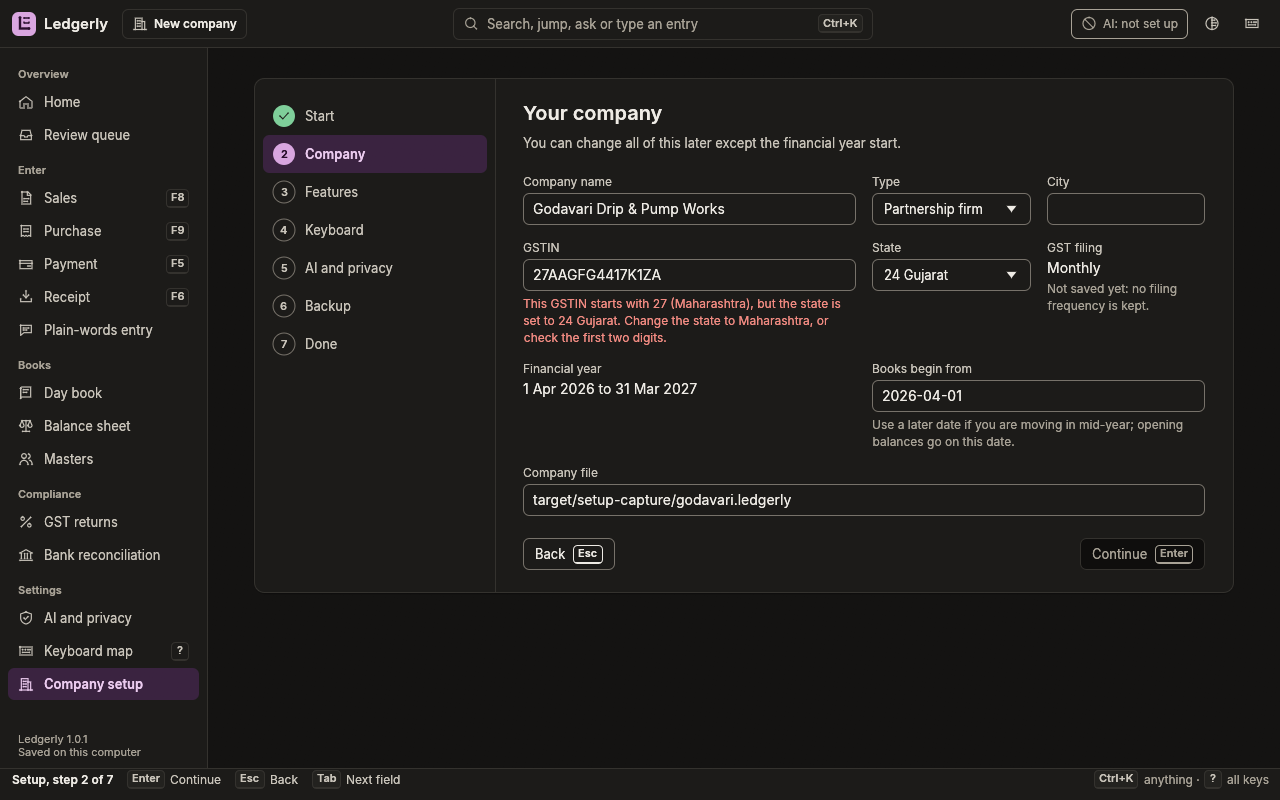 Ledgerly
New company
Search, jump, ask or type an entry
Ctrl+K
AI: not set up
Overview
Home
Review queue
Enter
Sales F8
Purchase F9
Payment F5
Receipt F6
Plain-words entry
Books
Day book
Balance sheet
Masters
Compliance
GST returns
Bank reconciliation
Settings
AI and privacy
Keyboard map ?
Company setup
Ledgerly 1.0.1
Saved on this computer
Start
2 Company
3 Features
4 Keyboard
5 AI and privacy
6 Backup
7 Done
Your company
You can change all of this later except the financial year start.
Company name
Godavari Drip & Pump Works
Type
Partnership firm
City
GSTIN
27AAGFG4417K1ZA
This GSTIN starts with 27 (Maharashtra), but the state is
set to 24 Gujarat. Change the state to Maharashtra, or
check the first two digits.
State
24 Gujarat
GST filing
Monthly
Not saved yet: no filing
frequency is kept.
Financial year
1 Apr 2026 to 31 Mar 2027
Books begin from
2026-04-01
Use a later date if you are moving in mid-year; opening
balances go on this date.
Company file
target/setup-capture/godavari.ledgerly
Back Esc
Continue Enter
Setup, step 2 of 7 Enter Continue Esc Back Tab Next field
Ctrl+K anything · ? all keys